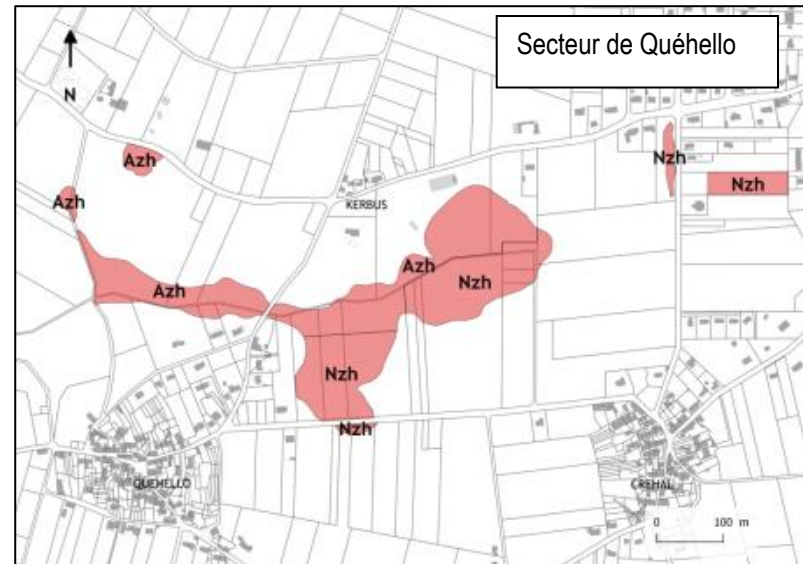 Secteur de Quéhello
N
Azh
Nzh
Nzh
Azh
KERBUS
Azh
Nzh
Azh
Nzh
Nzh
QUEHELLO
CREHAL
0 100 m